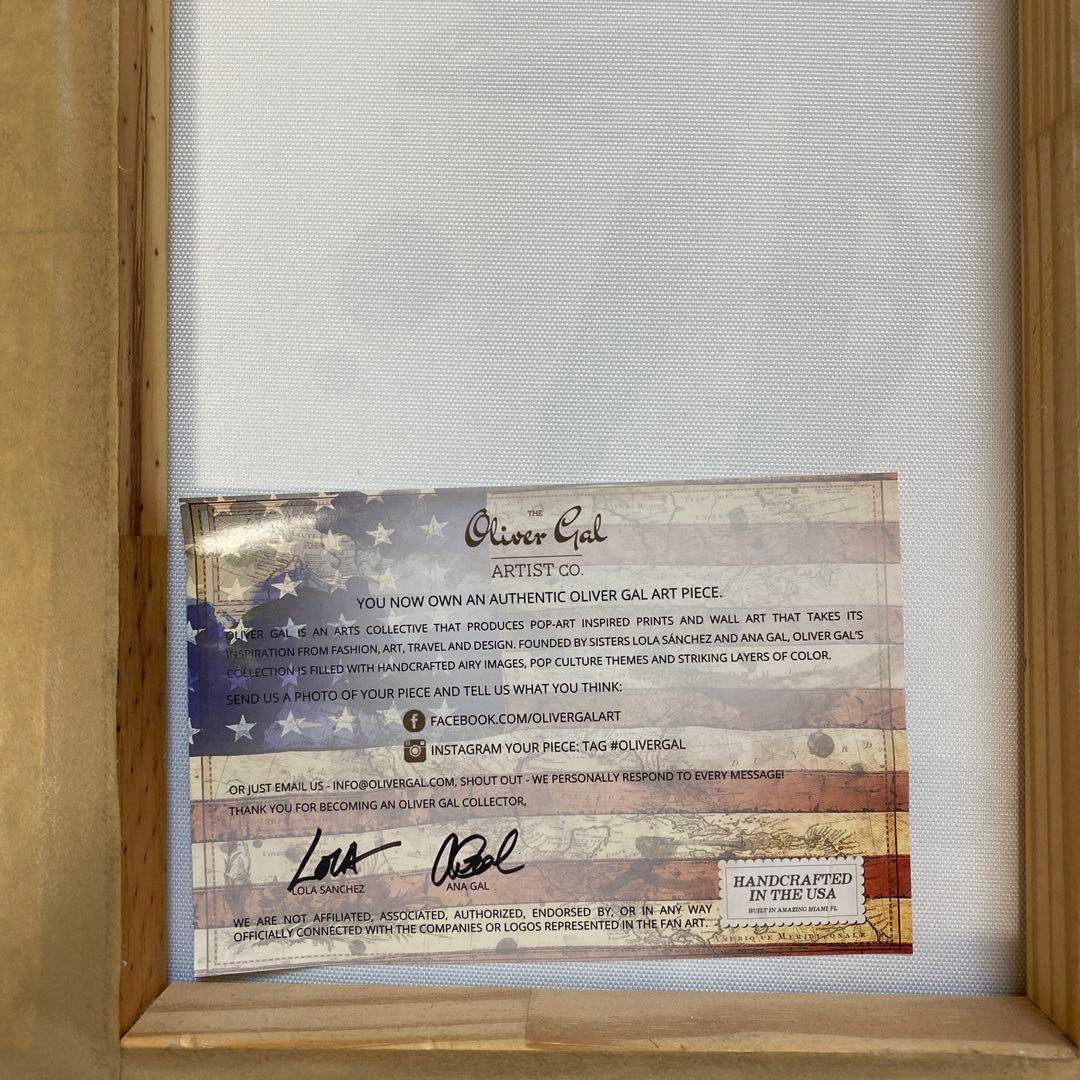 THE
Oliver Gal
ARTIST CO.
YOU NOW OWN AN AUTHENTIC OLIVER GAL ART PIECE.
OLIVER GAL IS AN ARTS COLLECTIVE THAT PRODUCES POP-ART INSPIRED PRINTS AND WALL ART THAT TAKES ITS
INSPIRATION FROM FASHION, ART, TRAVEL AND DESIGN. FOUNDED BY SISTERS LOLA SÁNCHEZ AND ANA GAL, OLIVER GAL'S
COLLECTION IS FILLED WITH HANDCRAFTED AIRY IMAGES, POP CULTURE THEMES AND STRIKING LAYERS OF COLOR.
SEND US A PHOTO OF YOUR PIECE AND TELL US WHAT YOU THINK:
FACEBOOK.COM/OLIVERGALART
INSTAGRAM YOUR PIECE: TAG #OLIVERGAL
OR JUST EMAIL US - INFO@OLIVERGAL.COM, SHOUT OUT - WE PERSONALLY RESPOND TO EVERY MESSAGE!
THANK YOU FOR BECOMING AN OLIVER GAL COLLECTOR,
LOLA
LOLA SANCHEZ
ANA GAL
WE ARE NOT AFFILIATED, ASSOCIATED, AUTHORIZED, ENDORSED BY, OR IN ANY WAY
OFFICIALLY CONNECTED WITH THE COMPANIES OR LOGOS REPRESENTED IN THE FAN ART.
HANDCRAFTED
IN THE USA
BUILT IN AMAZING MIAMI FL
AMERIQUE MERIDIONALE